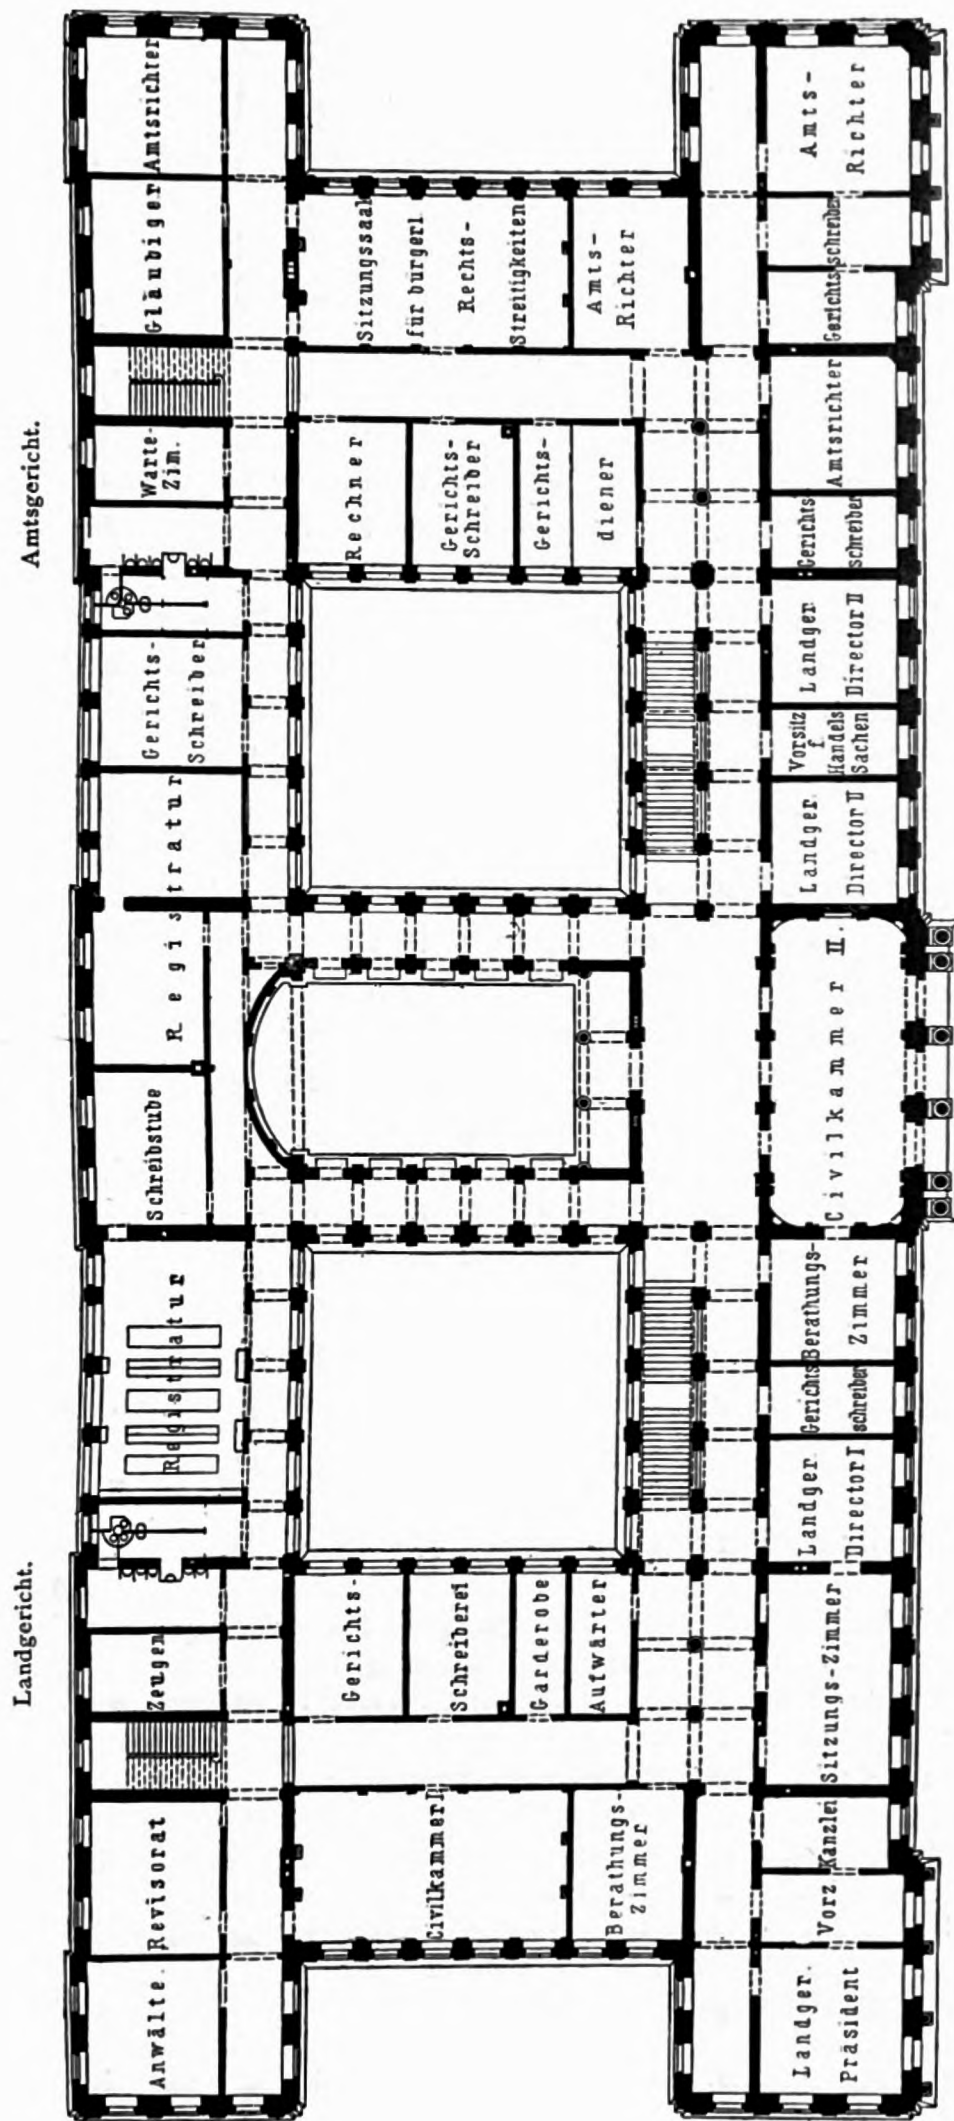 Landgericht.
Amtsgericht.
Anwälte.
Revisorat
Zeugen
Registratur
Schreibstube
Registratur
Gerichts-
Schreiber
Warte-
Zim.
Gläubiger
Amtsrichter
Civilkammer I
Berathungs-
Zimmer
Gerichts-
Schreiberei
Garderobe
Aufwärter
Rechner
Gerichts-
Schreiber
Gerichts-
diener
Sitzungssaal
für bürgerl
Rechts-
Streitigkeiten
Amts-
Richter
Landger.
Präsident
Vorz
Kanzlei
Sitzungs-Zimmer
Landger.
Director I
Gerichts
schreiber
Berathungs-
Zimmer
Civilkammer II.
Landger.
Director II
Vorsitz
f.
Handels
Sachen
Landger
Director II
Gerichts
schreiber
Amtsrichter
Gerichtsschreiber
Amts-
Richter